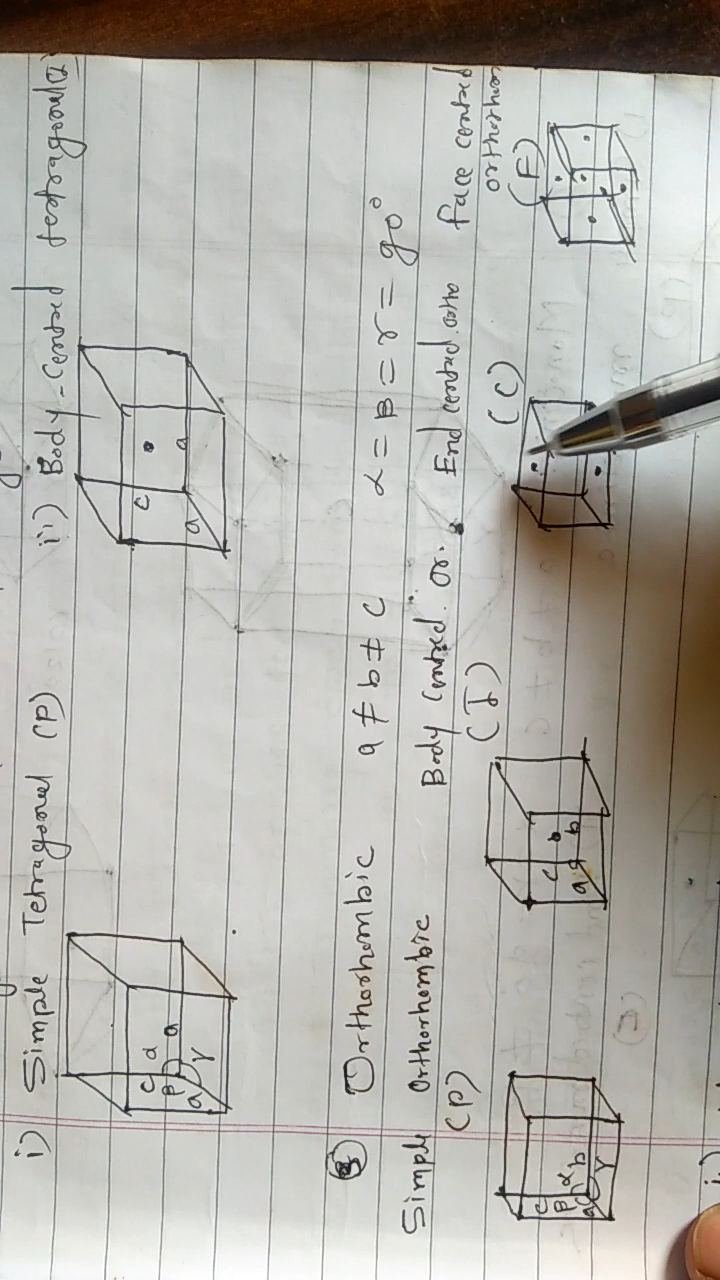 i) Simple Tetragonal (P)
ii) Body-Centred tetragonal (I)
c α
β a
a γ
c
a a
③ Orthorhombic a ≠ b ≠ c α = β = γ = 90°
Simple Orthorhombic
(P)
Body Centred or.
(I)
End centred ortho
(C)
face centred
orthorhom
(F)
c α
β b
a γ
c b
a